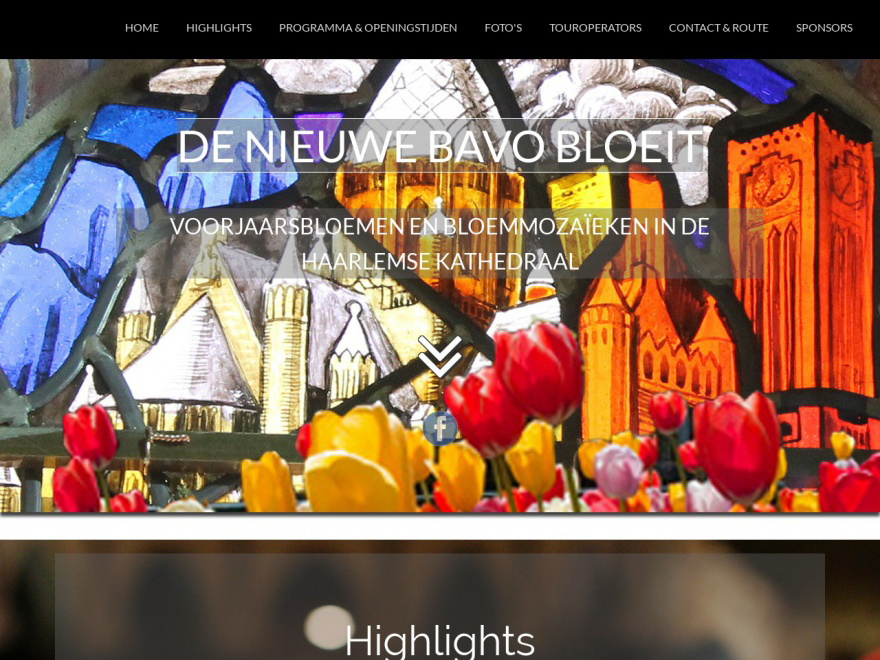 HOME HIGHLIGHTS PROGRAMMA & OPENINGSTIJDEN FOTO'S TOUROPERATORS CONTACT & ROUTE SPONSORS
DE NIEUWE BAVO BLOEIT
VOORJAARSBLOEMEN EN BLOEMMOZAÏEKEN IN DE
HAARLEMSE KATHEDRAAL
Highlights